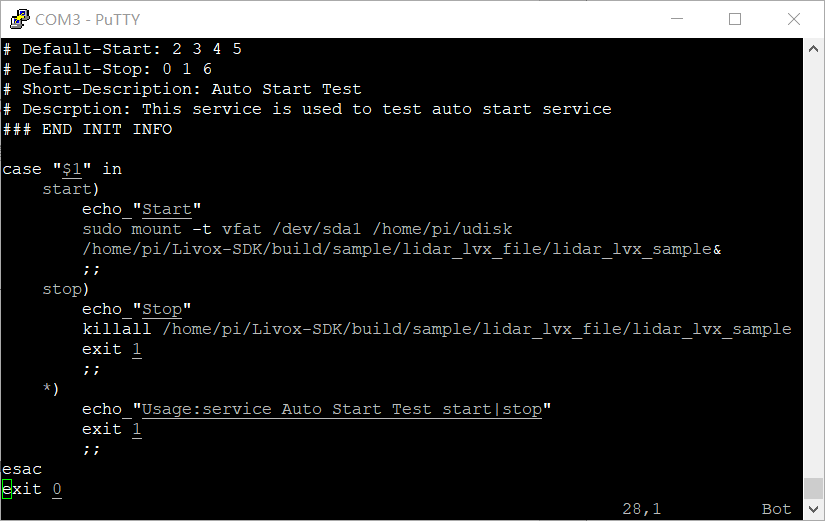 COM3 - PuTTY
# Default-Start: 2 3 4 5
# Default-Stop: 0 1 6
# Short-Description: Auto Start Test
# Descrption: This service is used to test auto start service
### END INIT INFO
case "$1" in
start)
echo "Start"
sudo mount -t vfat /dev/sda1 /home/pi/udisk
/home/pi/Livox-SDK/build/sample/lidar_lvx_file/lidar_lvx_sample&
;;
stop)
echo "Stop"
killall /home/pi/Livox-SDK/build/sample/lidar_lvx_file/lidar_lvx_sample
exit 1
;;
*)
echo "Usage:service Auto Start Test start|stop"
exit 1
;;
esac
exit 0
28,1 Bot